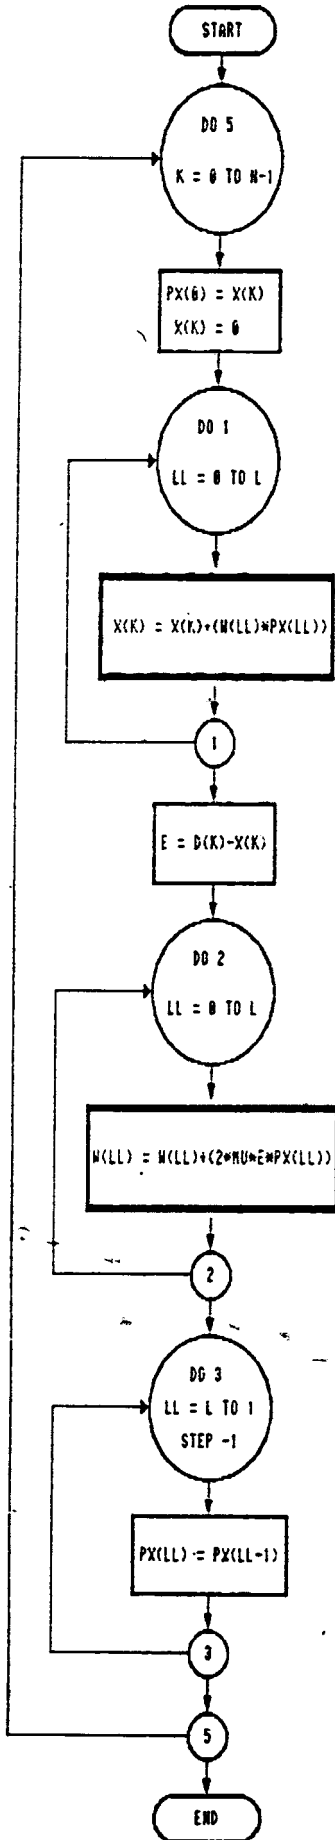 START
DO 5
K = 0 TO N-1
PX(0) = X(K)
X(K) = 0
DO 1
LL = 0 TO L
X(K) = X(K)+(W(LL)*PX(LL))
1
E = D(K)-X(K)
DO 2
LL = 0 TO L
W(LL) = W(LL)+(2*MU*E*PX(LL))
2
DO 3
LL = L TO 1
STEP -1
PX(LL) = PX(LL-1)
3
5
END